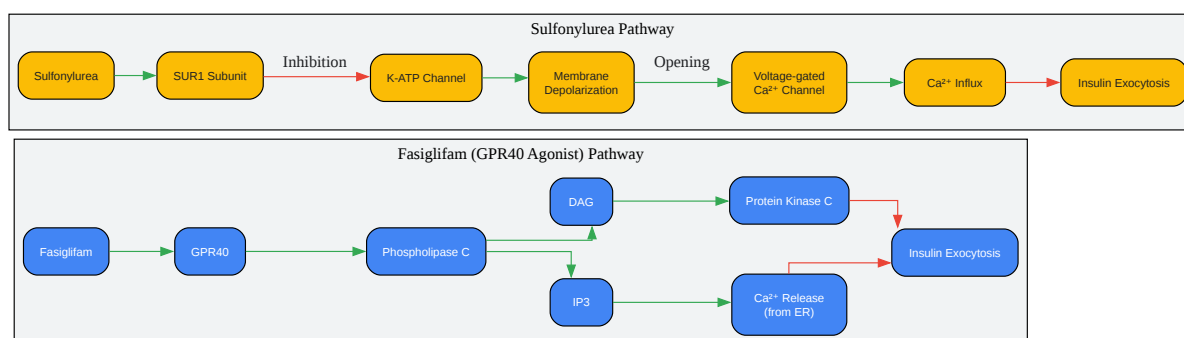 Sulfonylurea Pathway
Sulfonylurea
SUR1 Subunit
Inhibition
K-ATP Channel
Membrane
Depolarization
Opening
Voltage-gated
Ca²⁺ Channel
Ca²⁺ Influx
Insulin Exocytosis
Fasiglifam (GPR40 Agonist) Pathway
Fasiglifam
GPR40
Phospholipase C
DAG
Protein Kinase C
IP3
Ca²⁺ Release
(from ER)
Insulin Exocytosis